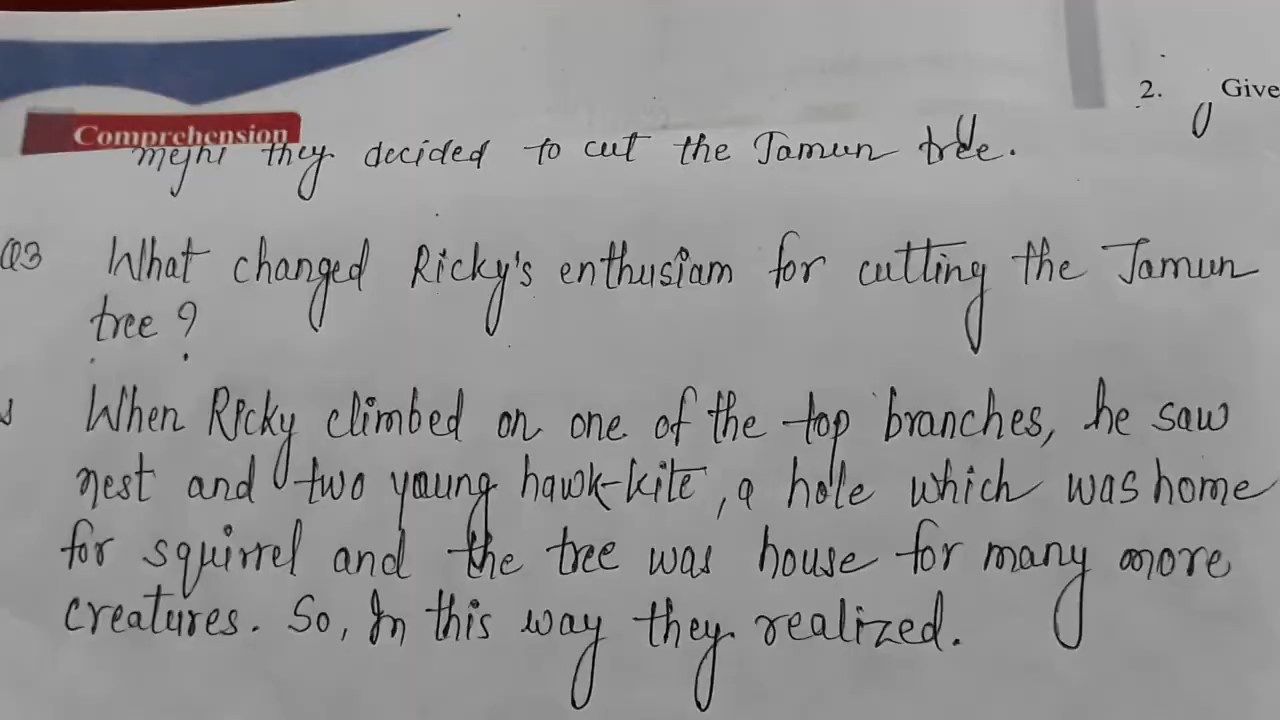 2. Give
Comprehension
they decided to cut the Jamun tree.
Q3 What changed Ricky's enthusiam for cutting the Jamun
tree ?
When Ricky climbed on one of the top branches, he saw
nest and two young hawk-kite, a hole which was home
for squirrel and the tree was house for many more
creatures. So, In this way they realized.